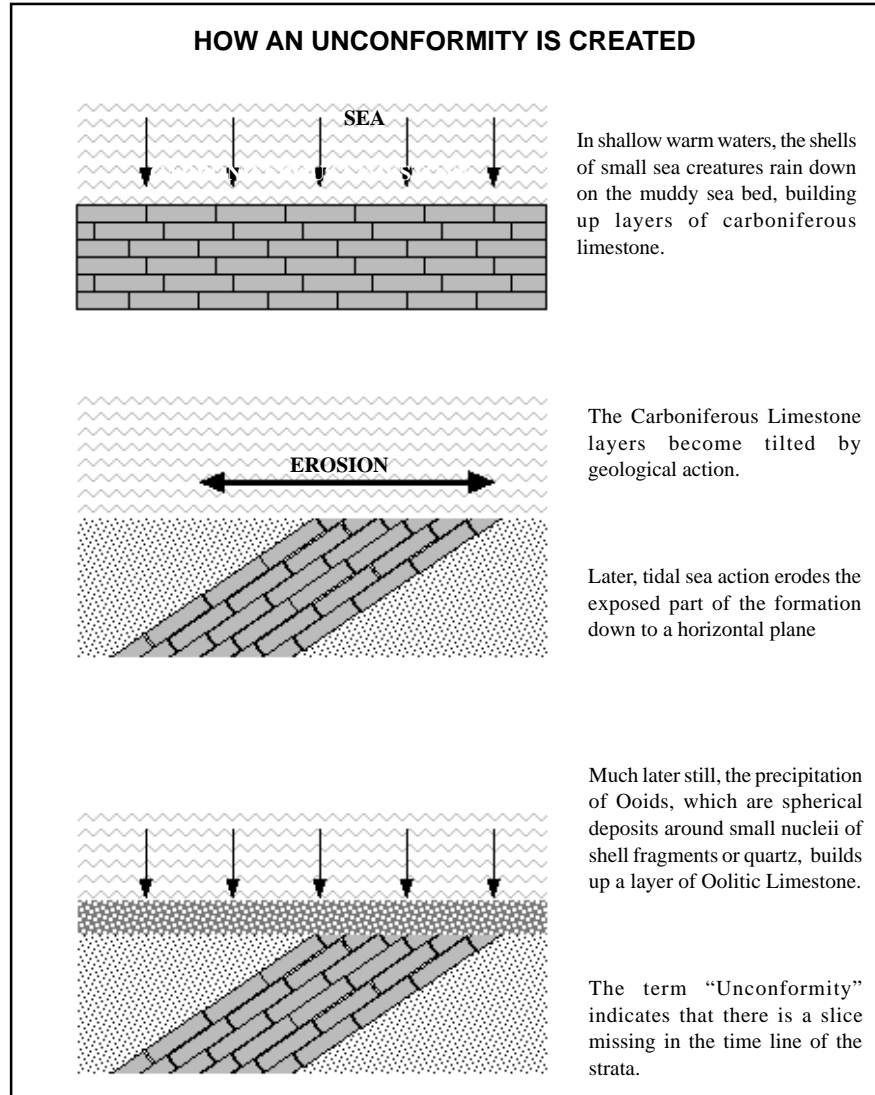 HOW AN UNCONFORMITY IS CREATED
SEA
In shallow warm waters, the shells
of small sea creatures rain down
on the muddy sea bed, building
up layers of carboniferous
limestone.
The Carboniferous Limestone
layers become tilted by
geological action.
EROSION
Later, tidal sea action erodes the
exposed part of the formation
down to a horizontal plane
Much later still, the precipitation
of Ooids, which are spherical
deposits around small nucleii of
shell fragments or quartz, builds
up a layer of Oolitic Limestone.
The term “Unconformity”
indicates that there is a slice
missing in the time line of the
strata.